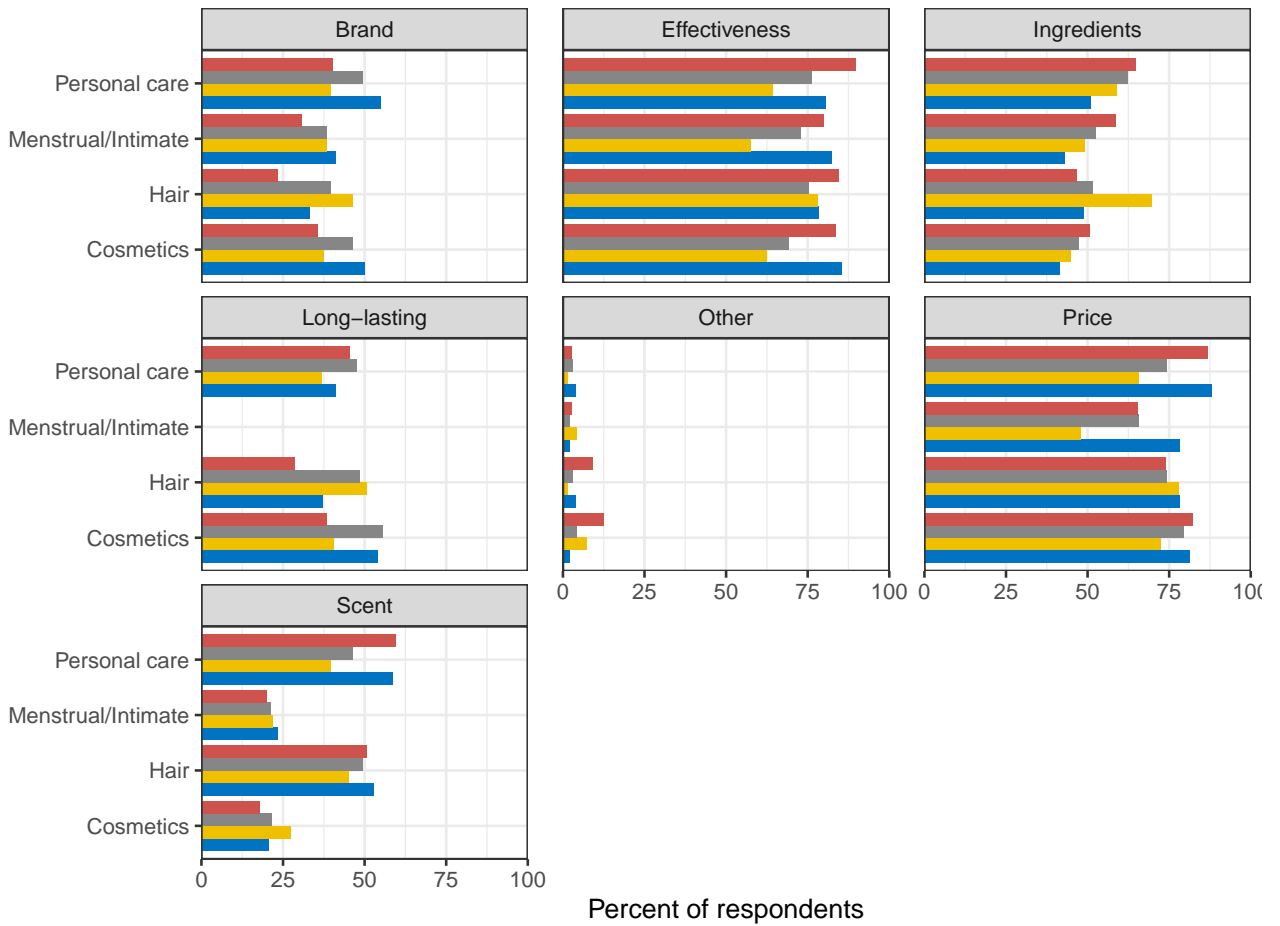 Brand
Effectiveness
Ingredients
Personal care
Menstrual/Intimate
Hair
Cosmetics
Long−lasting
Other
Price
Personal care
Menstrual/Intimate
Hair
Cosmetics
0 25 50 75 100
0 25 50 75 100
Scent
Personal care
Menstrual/Intimate
Hair
Cosmetics
0 25 50 75 100
Percent of respondents